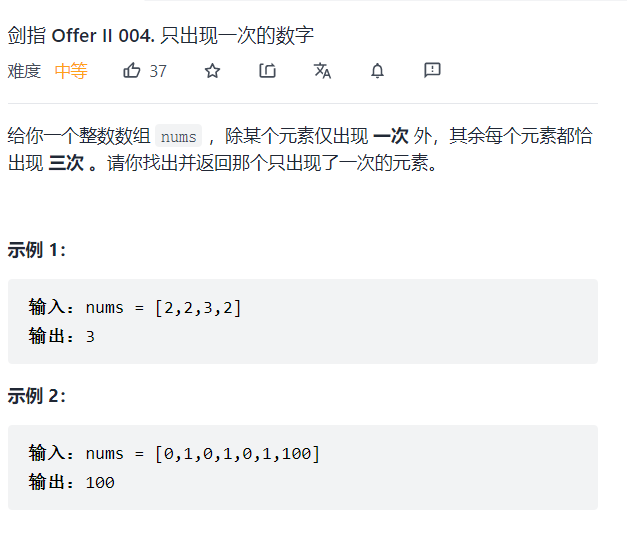 剑指 Offer II 004. 只出现一次的数字
难度 中等 37
给你一个整数数组 nums ，除某个元素仅出现 一次 外，其余每个元素都恰
出现 三次 。请你找出并返回那个只出现了一次的元素。
示例 1：
输入：nums = [2,2,3,2]
输出：3
示例 2：
输入：nums = [0,1,0,1,0,1,100]
输出：100